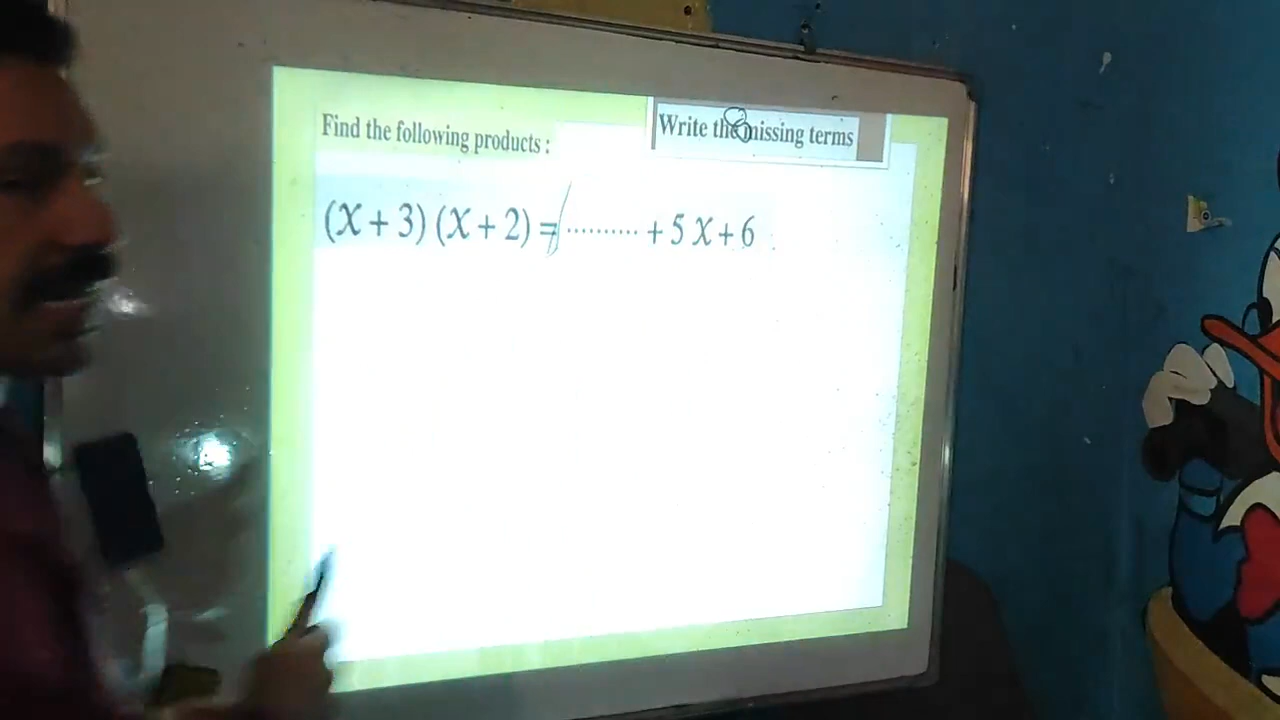 Find the following products :
Write the missing terms
(X + 3) (X + 2) = .......... + 5 X + 6